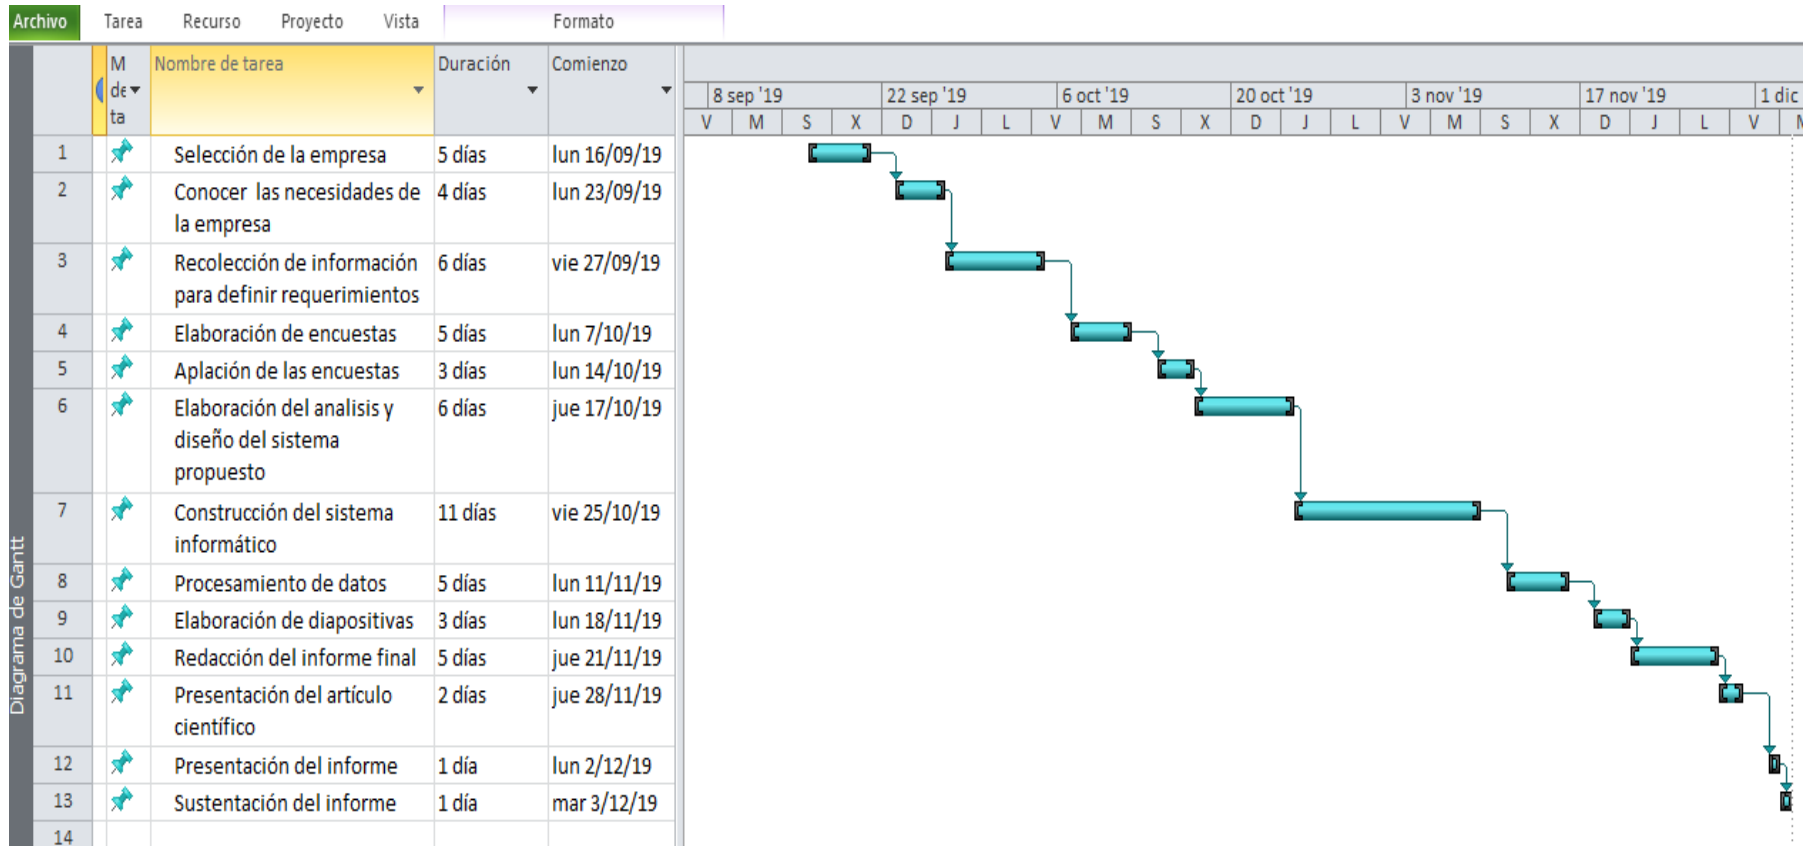 Archivo Tarea Recurso Proyecto Vista Formato
M Nombre de tarea Duración Comienzo
de
ta
8 sep '19 22 sep '19 6 oct '19 20 oct '19 3 nov '19 17 nov '19 1 dic
V M S X D J L V M S X D J L V M S X D J L V
1 Selección de la empresa 5 días lun 16/09/19
2 Conocer las necesidades de 4 días lun 23/09/19
la empresa
3 Recolección de información 6 días vie 27/09/19
para definir requerimientos
4 Elaboración de encuestas 5 días lun 7/10/19
5 Aplación de las encuestas 3 días lun 14/10/19
6 Elaboración del analisis y 6 días jue 17/10/19
diseño del sistema
propuesto
7 Construcción del sistema 11 días vie 25/10/19
informático
8 Procesamiento de datos 5 días lun 11/11/19
9 Elaboración de diapositivas 3 días lun 18/11/19
10 Redacción del informe final 5 días jue 21/11/19
11 Presentación del artículo 2 días jue 28/11/19
científico
12 Presentación del informe 1 día lun 2/12/19
13 Sustentación del informe 1 día mar 3/12/19
14
Diagrama de Gantt